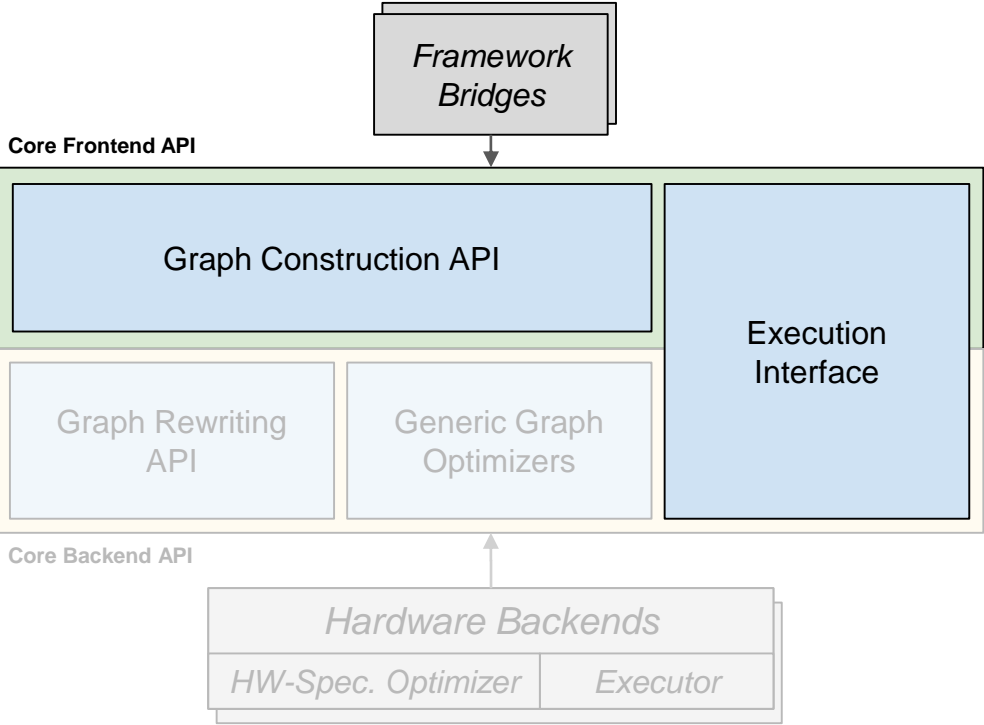 Framework
Bridges
Core Frontend API
Graph Construction API
Execution
Interface
Graph Rewriting
API
Generic Graph
Optimizers
Core Backend API
Hardware Backends
HW-Spec. Optimizer
Executor